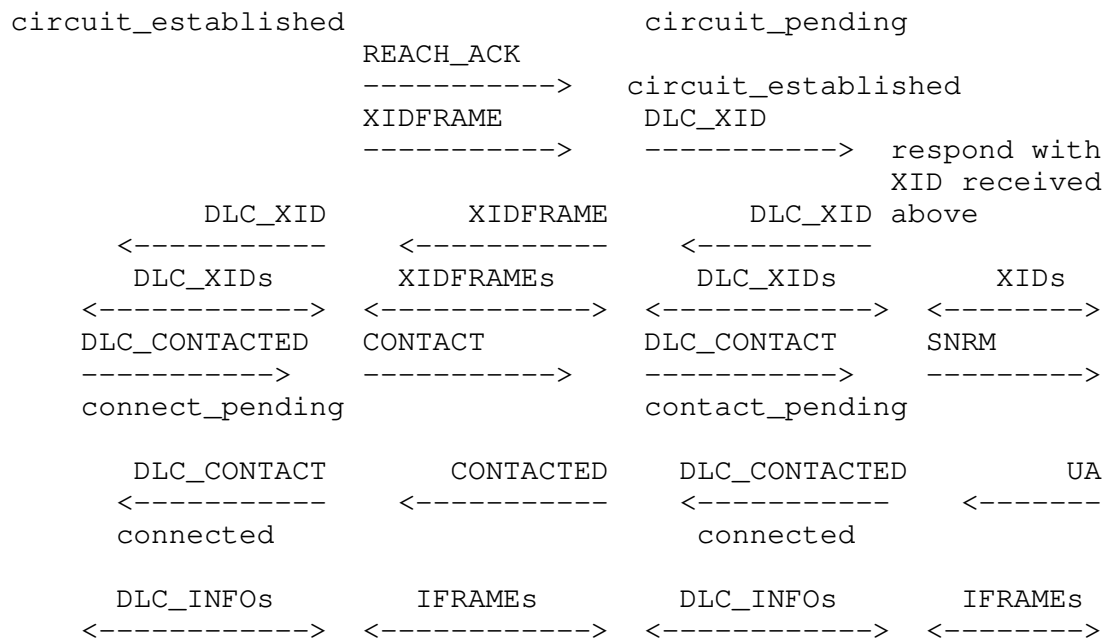 circuit_established                  circuit_pending
                    REACH_ACK
                    ----------->   circuit_established
                    XIDFRAME        DLC_XID
                    ----------->    ----------->  respond with
                                                  XID received
           DLC_XID        XIDFRAME        DLC_XID above
      <-----------    <-----------    <----------
       DLC_XIDs       XIDFRAMEs        DLC_XIDs         XIDs
    <------------>  <------------>  <------------>  <-------->
    DLC_CONTACTED   CONTACT         DLC_CONTACT     SNRM
    ----------->    ----------->    ----------->    --------->
    connect_pending                 contact_pending
       DLC_CONTACT       CONTACTED    DLC_CONTACTED         UA
      <-----------    <-----------    <-----------    <-------
      connected                        connected
      DLC_INFOs        IFRAMEs        DLC_INFOs       IFRAMEs
    <------------>  <------------>  <------------>  <-------->